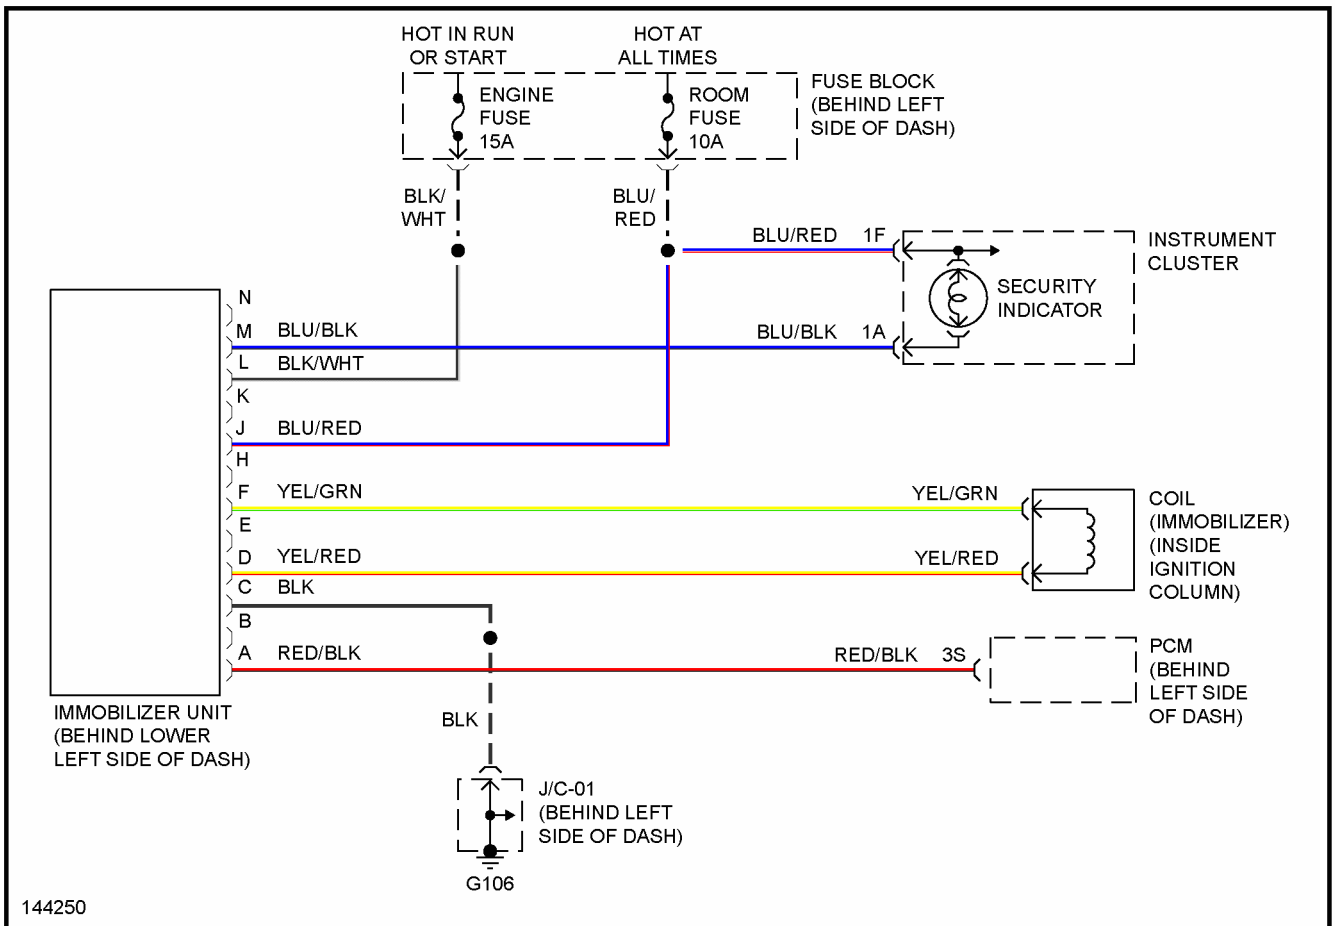 HOT IN RUN
OR START
HOT AT
ALL TIMES
ENGINE
FUSE
15A
ROOM
FUSE
10A
FUSE BLOCK
(BEHIND LEFT
SIDE OF DASH)
BLK/
WHT
BLU/
RED
BLU/RED 1F
INSTRUMENT
CLUSTER
SECURITY
INDICATOR
N
M BLU/BLK
BLU/BLK 1A
L BLK/WHT
K
J BLU/RED
H
F YEL/GRN
YEL/GRN
E
D YEL/RED
YEL/RED
COIL
(IMMOBILIZER)
(INSIDE
IGNITION
COLUMN)
C BLK
B
A RED/BLK
RED/BLK 3S
PCM
(BEHIND
LEFT SIDE
OF DASH)
IMMOBILIZER UNIT
(BEHIND LOWER
LEFT SIDE OF DASH)
BLK
J/C-01
(BEHIND LEFT
SIDE OF DASH)
G106
144250